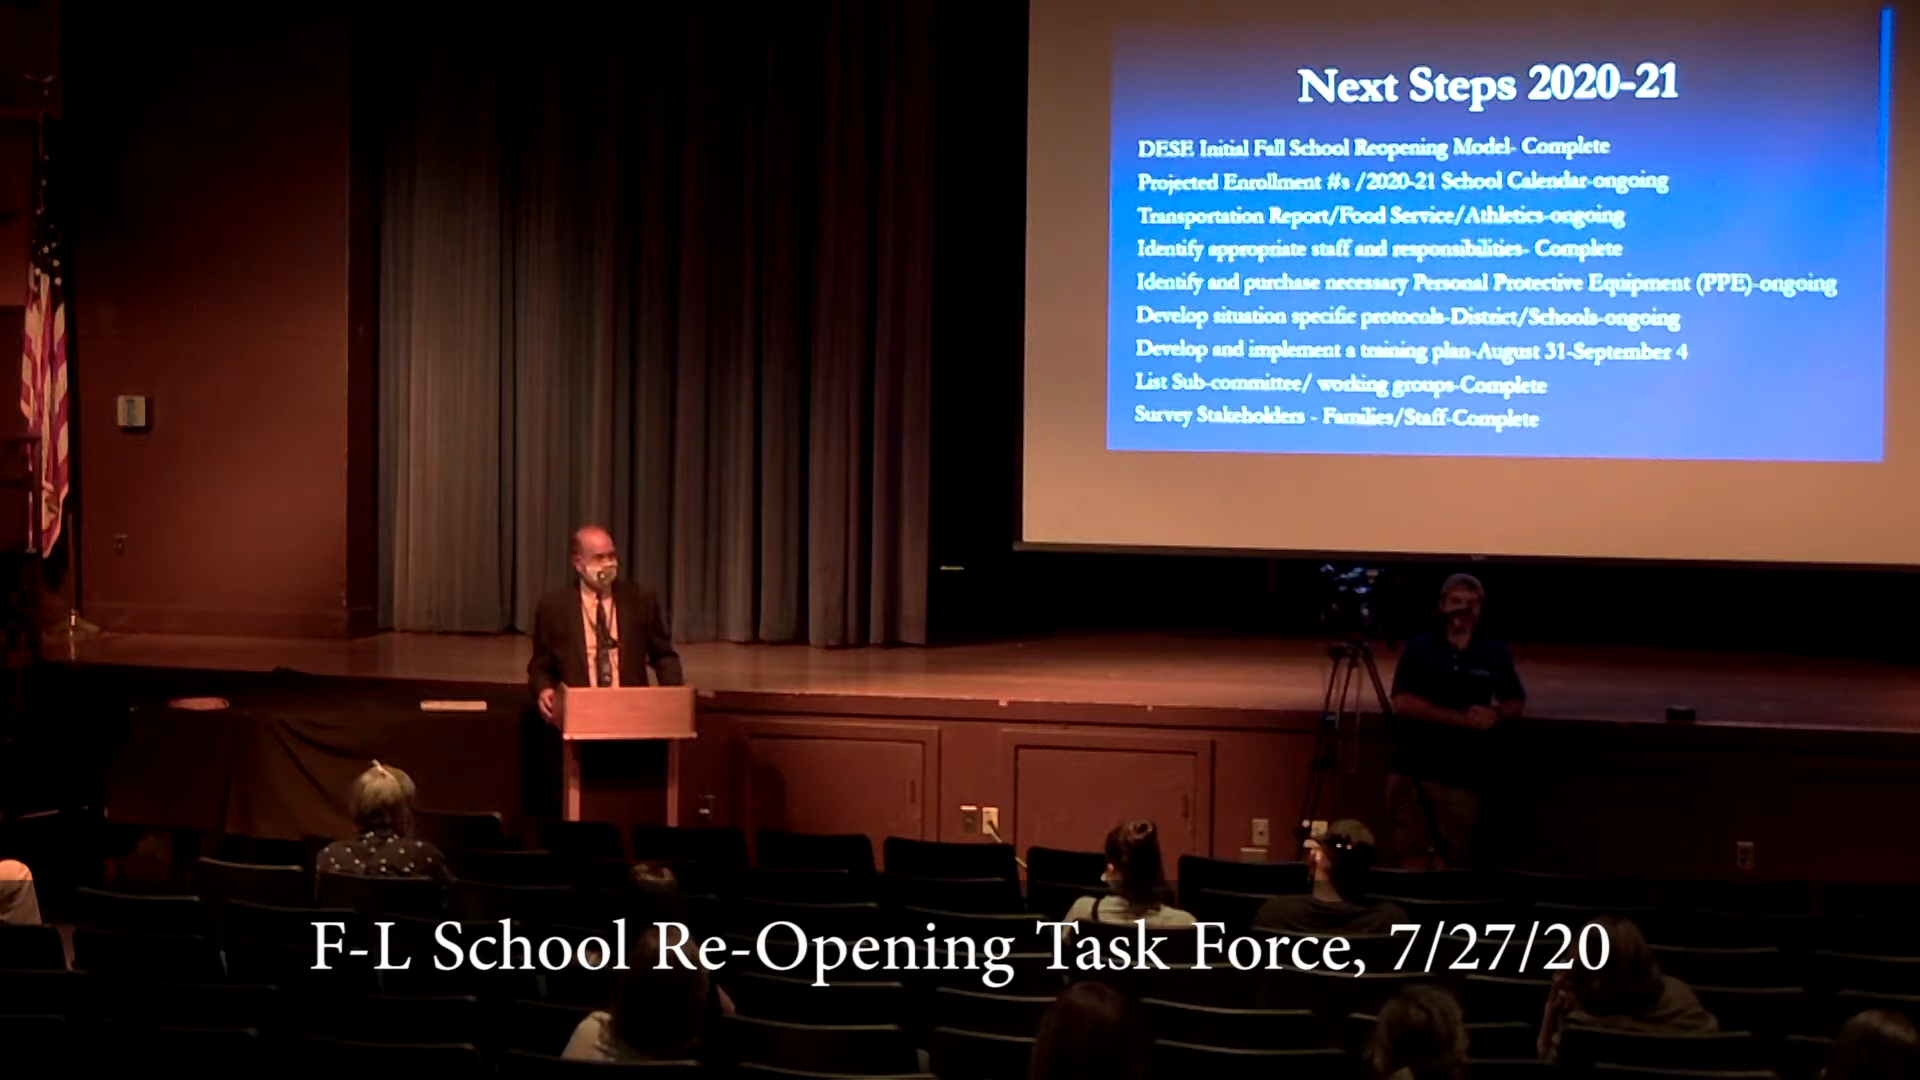 Next Steps 2020-21
DESE Initial Fall School Reopening Model- Complete
Projected Enrollment #s /2020-21 School Calendar-ongoing
Transportation Report/Food Service/Athletics-ongoing
Identify appropriate staff and responsibilities- Complete
Identify and purchase necessary Personal Protective Equipment (PPE)-ongoing
Develop situation specific protocols-District/Schools-ongoing
Develop and implement a training plan-August 31-September 4
List Sub-committee/ working groups-Complete
Survey Stakeholders - Families/Staff-Complete
F-L School Re-Opening Task Force, 7/27/20